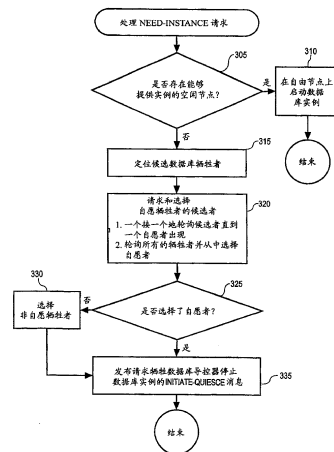 处理 NEED-INSTANCE 请求
305
是否存在能够
提供实例的空闲节点?
是
310
在自由节点上
启动数据
库实例
结束
否
315
定位候选数据库牺牲者
320
请求和选择
自愿牺牲者的候选者
1. 一个接一个地轮询候选者直到
一个自愿者出现
2. 轮询所有的牺牲者并从中选择
自愿者
325
是否选择了自愿者?
否
330
选择
非自愿牺牲者
是
335
发布请求牺牲数据库导控器停止
数据库实例的INITIATE-QUIESCE 消息
结束